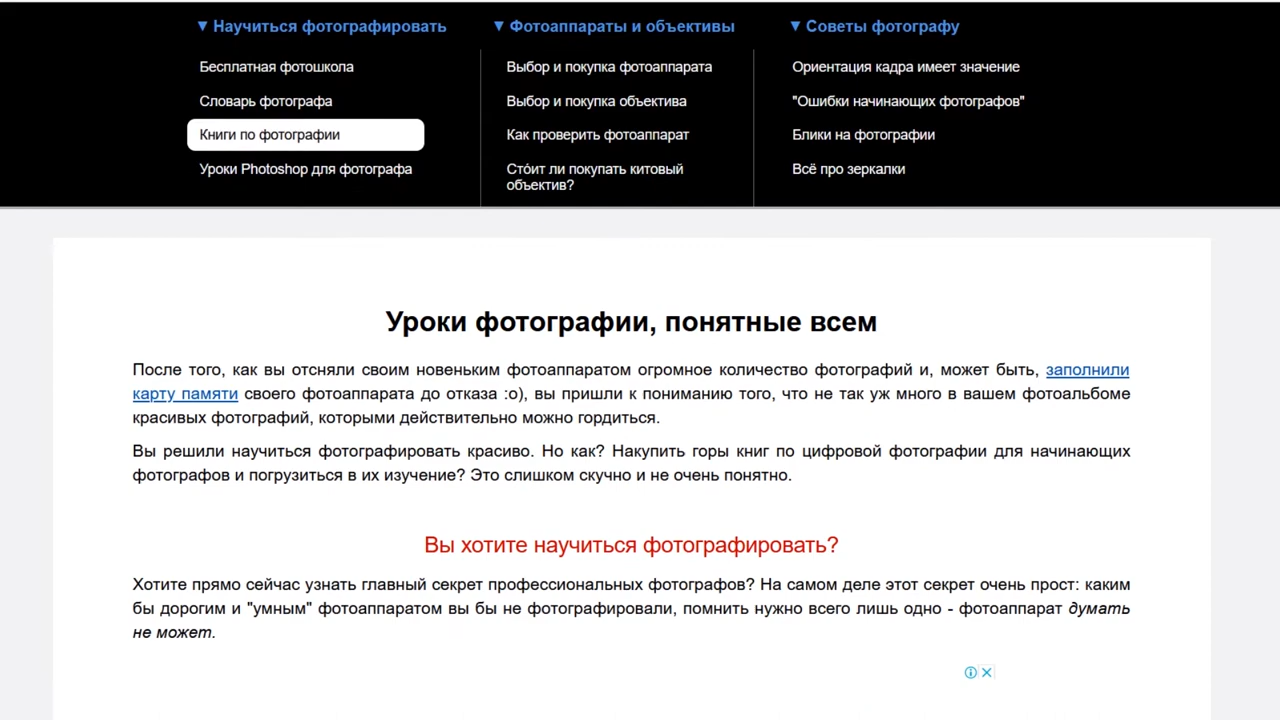 ▼ Научиться фотографировать
Бесплатная фотошкола
Словарь фотографа
Книги по фотографии
Уроки Photoshop для фотографа
▼ Фотоаппараты и объективы
Выбор и покупка фотоаппарата
Выбор и покупка объектива
Как проверить фотоаппарат
Сто́ит ли покупать китовый
объектив?
▼ Советы фотографу
Ориентация кадра имеет значение
"Ошибки начинающих фотографов"
Блики на фотографии
Всё про зеркалки
Уроки фотографии, понятные всем
После того, как вы отсняли своим новеньким фотоаппаратом огромное количество фотографий и, может быть, заполнили
карту памяти своего фотоаппарата до отказа :о), вы пришли к пониманию того, что не так уж много в вашем фотоальбоме
красивых фотографий, которыми действительно можно гордиться.
Вы решили научиться фотографировать красиво. Но как? Накупить горы книг по цифровой фотографии для начинающих
фотографов и погрузиться в их изучение? Это слишком скучно и не очень понятно.
Вы хотите научиться фотографировать?
Хотите прямо сейчас узнать главный секрет профессиональных фотографов? На самом деле этот секрет очень прост: каким
бы дорогим и "умным" фотоаппаратом вы бы не фотографировали, помнить нужно всего лишь одно - фотоаппарат думать
не может.